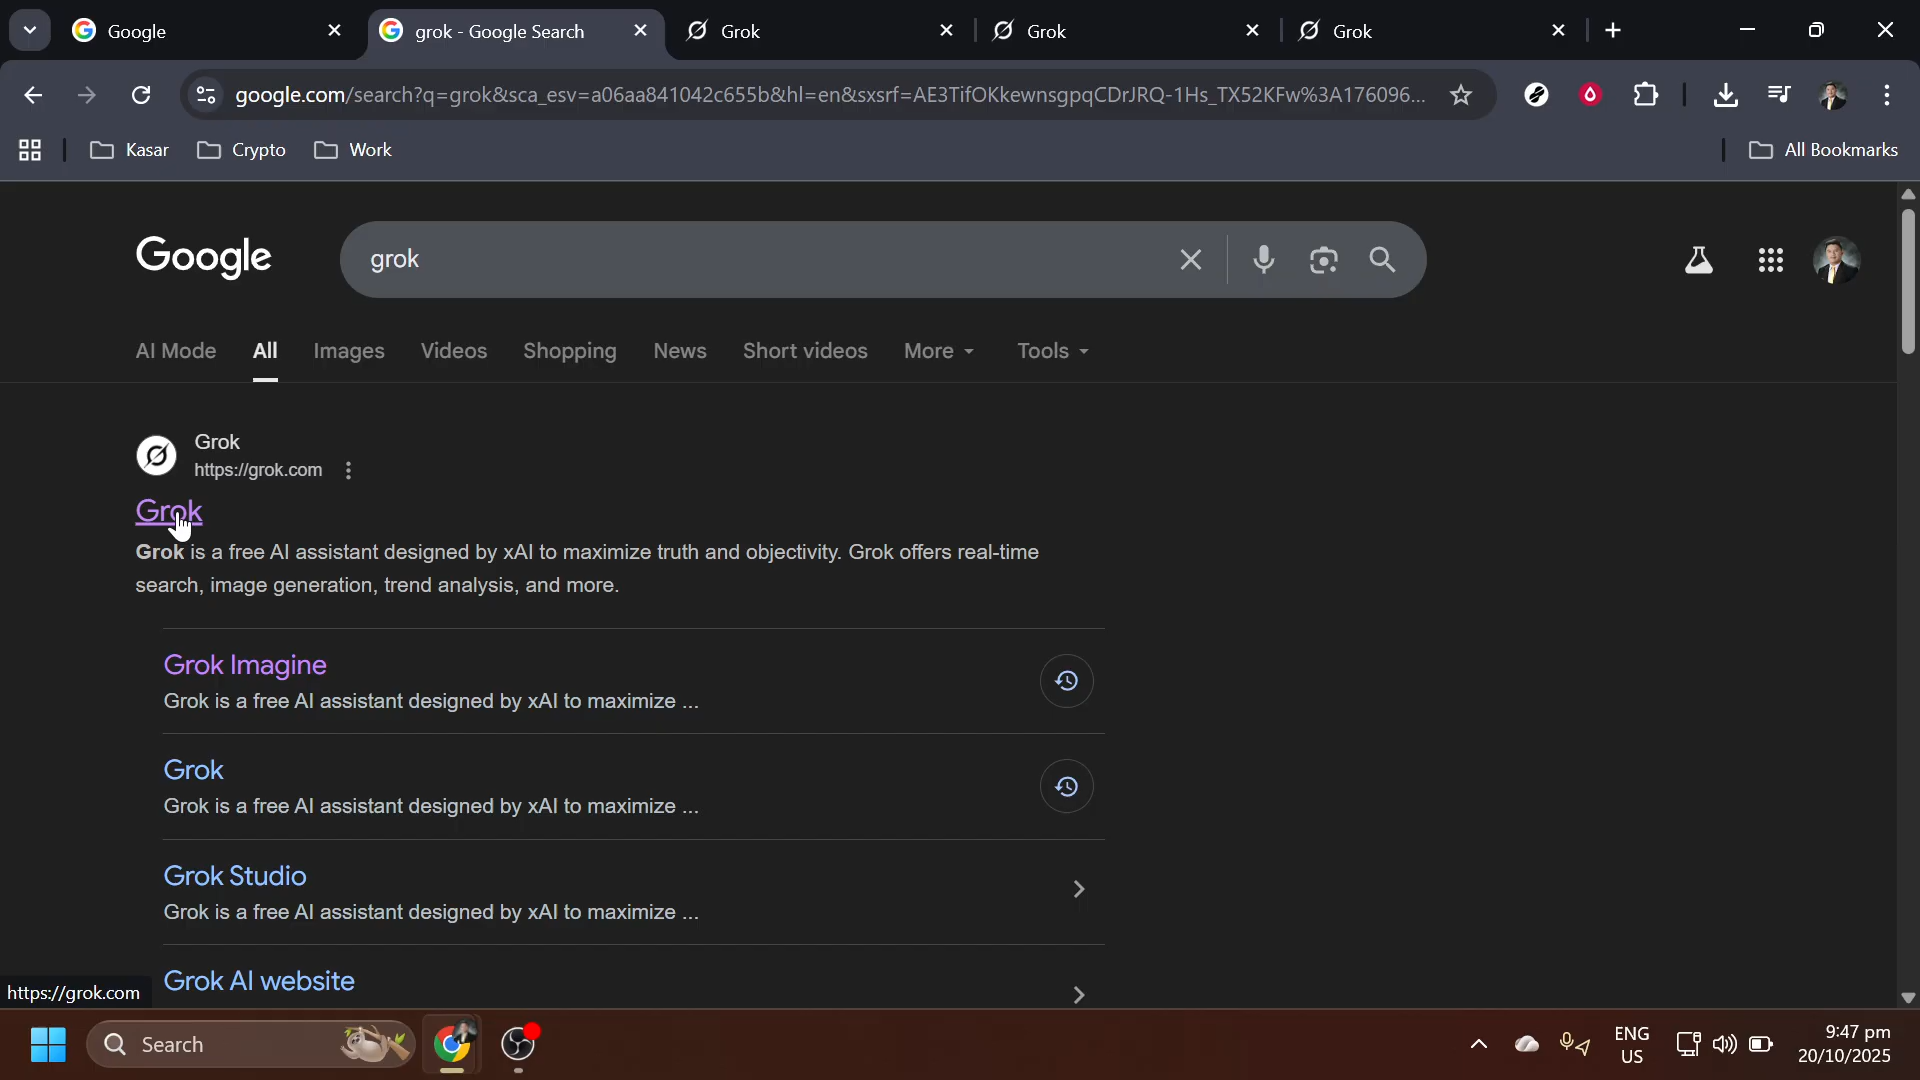 Google
grok - Google Search
Grok
Grok
Grok
google.com/search?q=grok&sca_esv=a06aa841042c655b&hl=en&sxsrf=AE3TifOKkewnsgpqCDrJRQ-1Hs_TX52KFw%3A176096...
Kasar
Crypto
Work
All Bookmarks
Google
grok
AI Mode
All
Images
Videos
Shopping
News
Short videos
More
Tools
Grok
https://grok.com
Grok
Grok is a free AI assistant designed by xAI to maximize truth and objectivity. Grok offers real-time
search, image generation, trend analysis, and more.
Grok Imagine
Grok is a free AI assistant designed by xAI to maximize ...
Grok
Grok is a free AI assistant designed by xAI to maximize ...
Grok Studio
Grok is a free AI assistant designed by xAI to maximize ...
Grok AI website
https://grok.com
Search
ENG
US
9:47 pm
20/10/2025